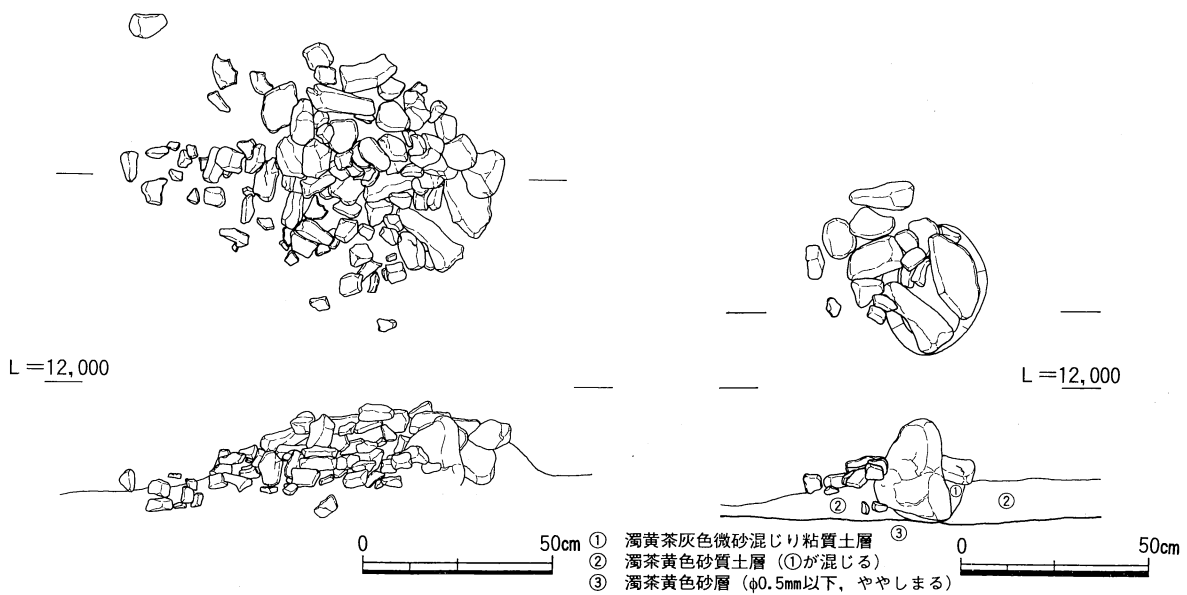 L＝12,000
L＝12,000
①
②
②
③
0 50cm
① 濁黄茶灰色微砂混じり粘質土層
② 濁茶黄色砂質土層（①が混じる）
③ 濁茶黄色砂層（φ0.5mm以下，ややしまる）
0 50cm